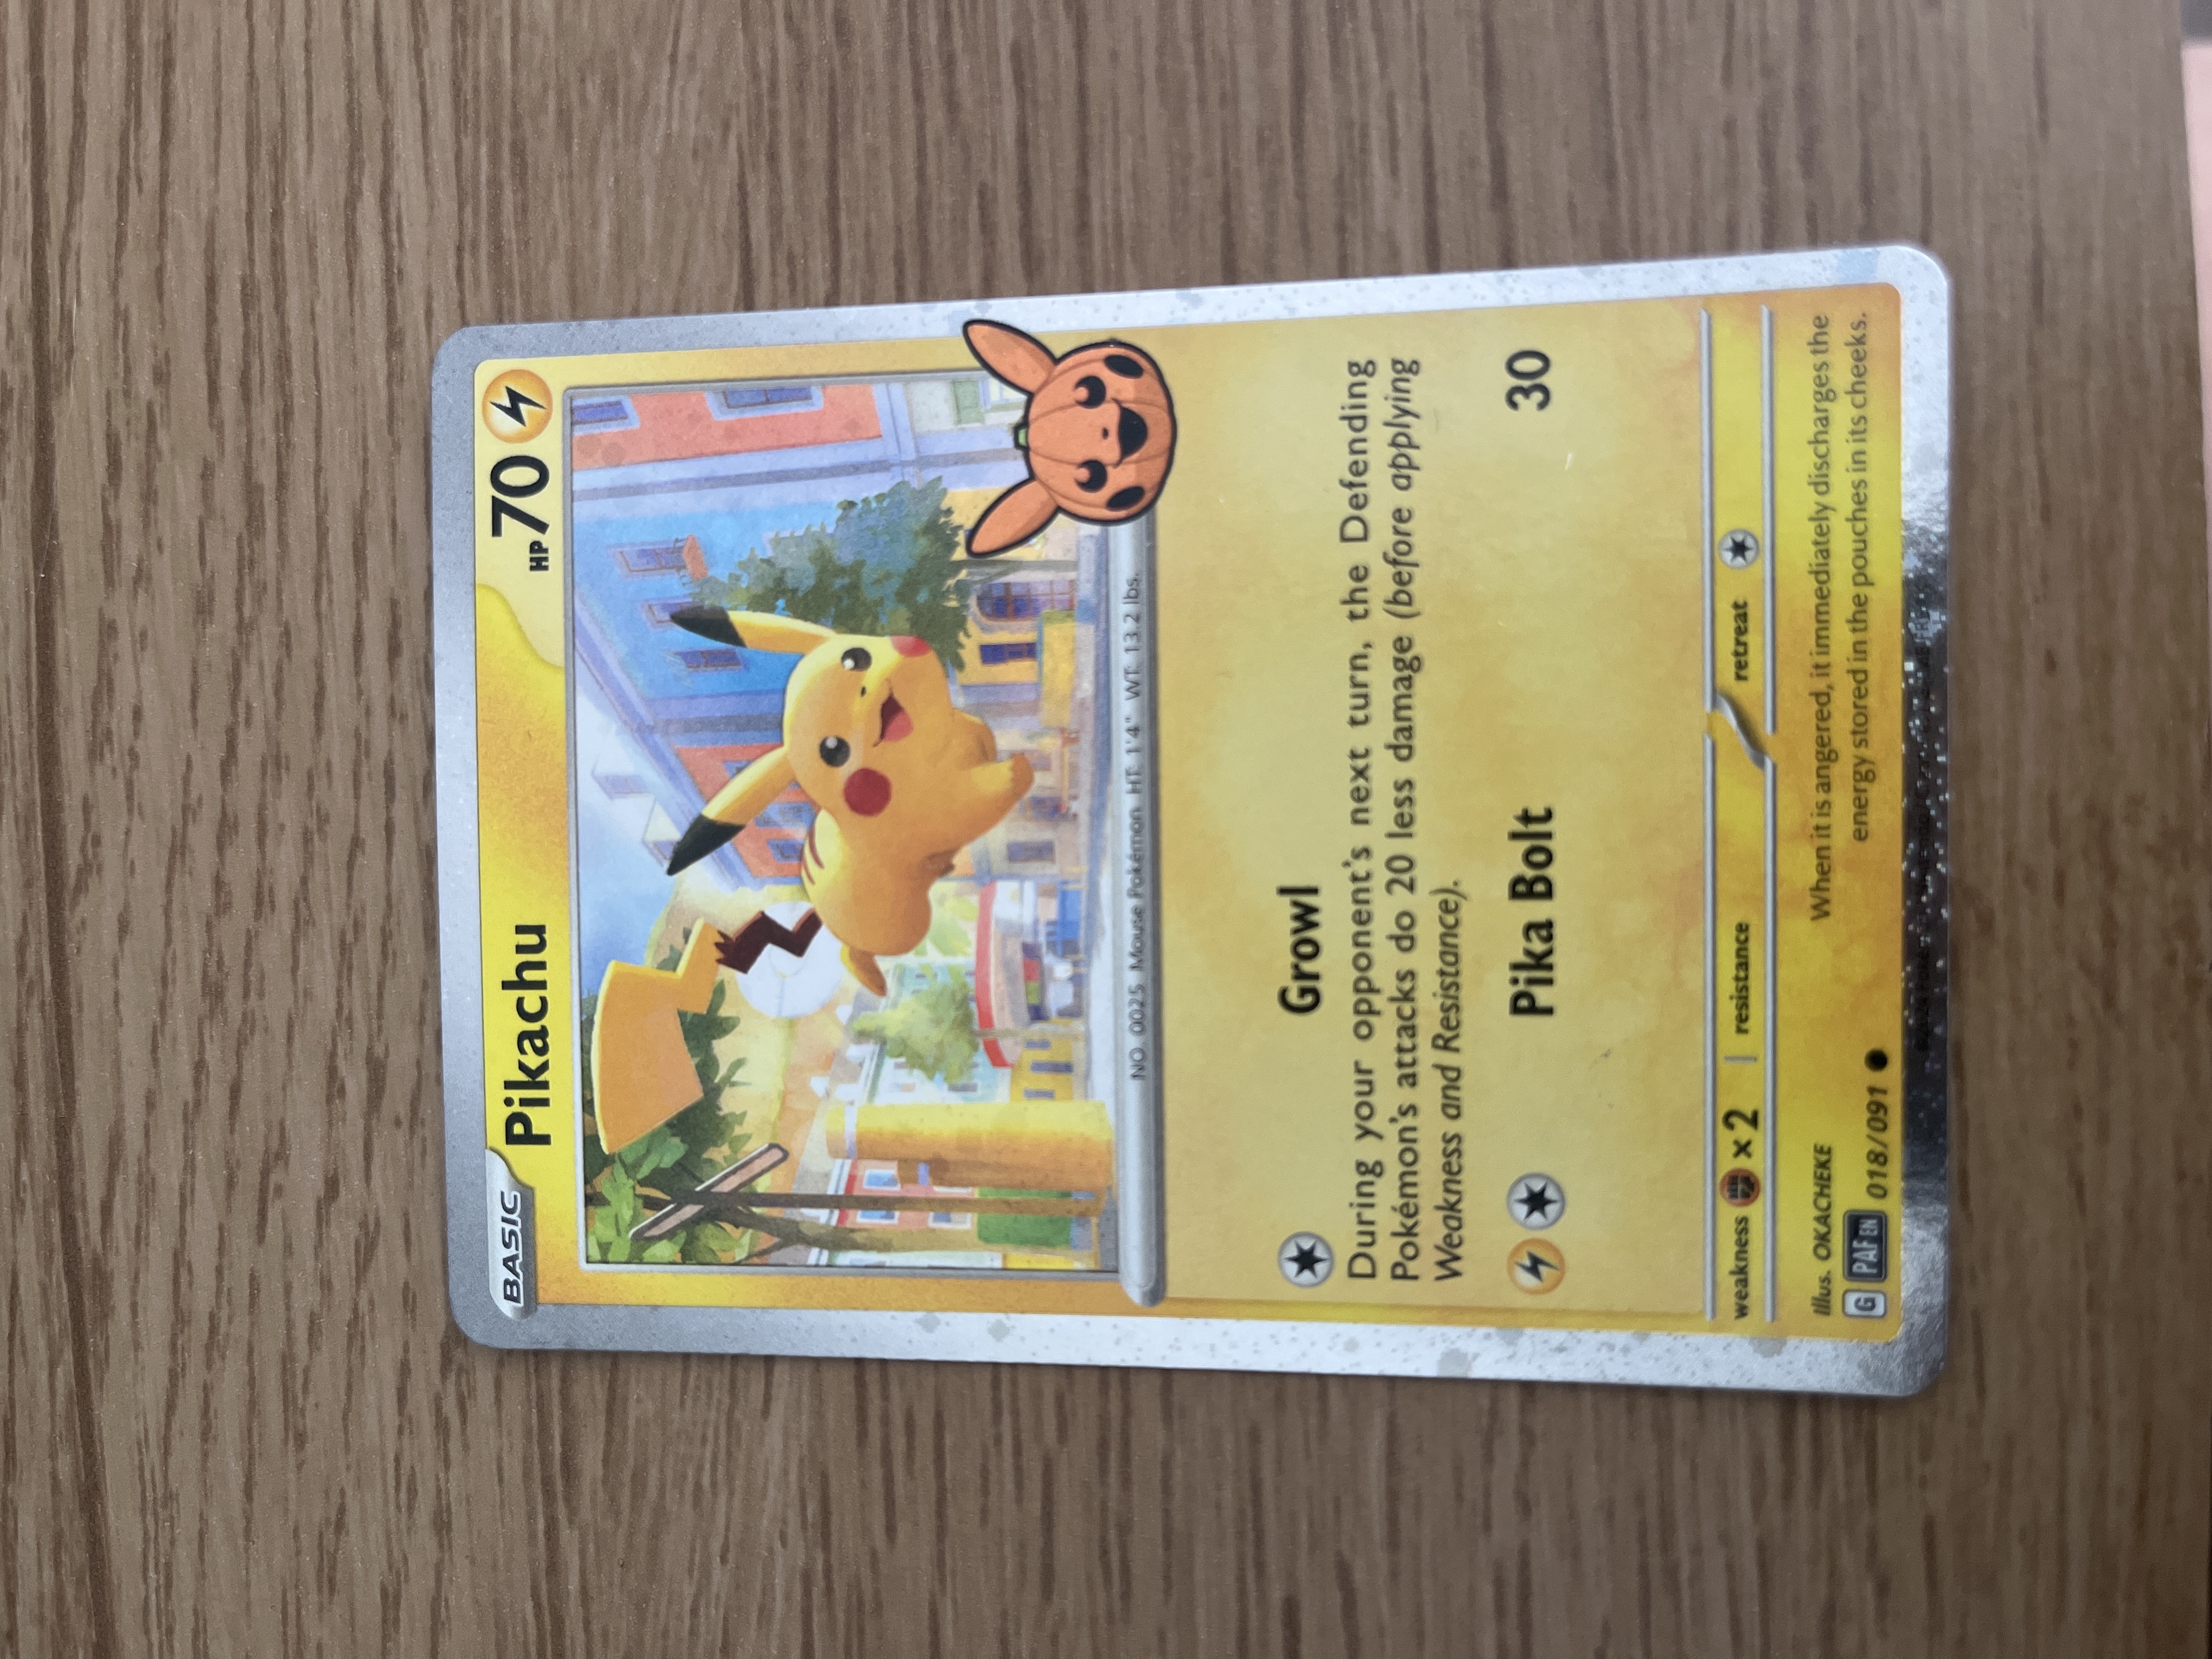 BASIC Pikachu HP 70
NO. 0025 Mouse Pokémon HT: 1'4" WT: 13.2 lbs.
Growl
During your opponent's next turn, the Defending
Pokémon's attacks do 20 less damage (before applying
Weakness and Resistance).
Pika Bolt 30
weakness ×2 resistance retreat
Illus. OKACHEKE
When it is angered, it immediately discharges the
energy stored in the pouches in its cheeks.
G PAF EN 018/091